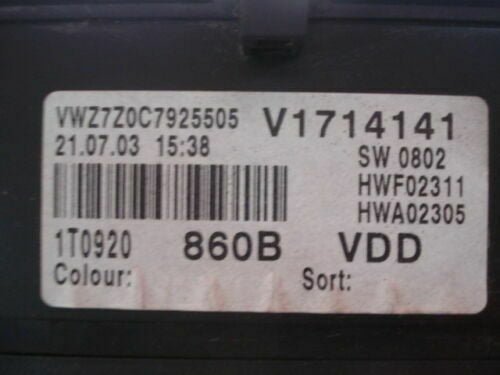 VWZ7Z0C7925505 V1714141
21.07.03 15:38 SW 0802
HWF02311
HWA02305
1T0920 860B VDD
Colour: Sort: